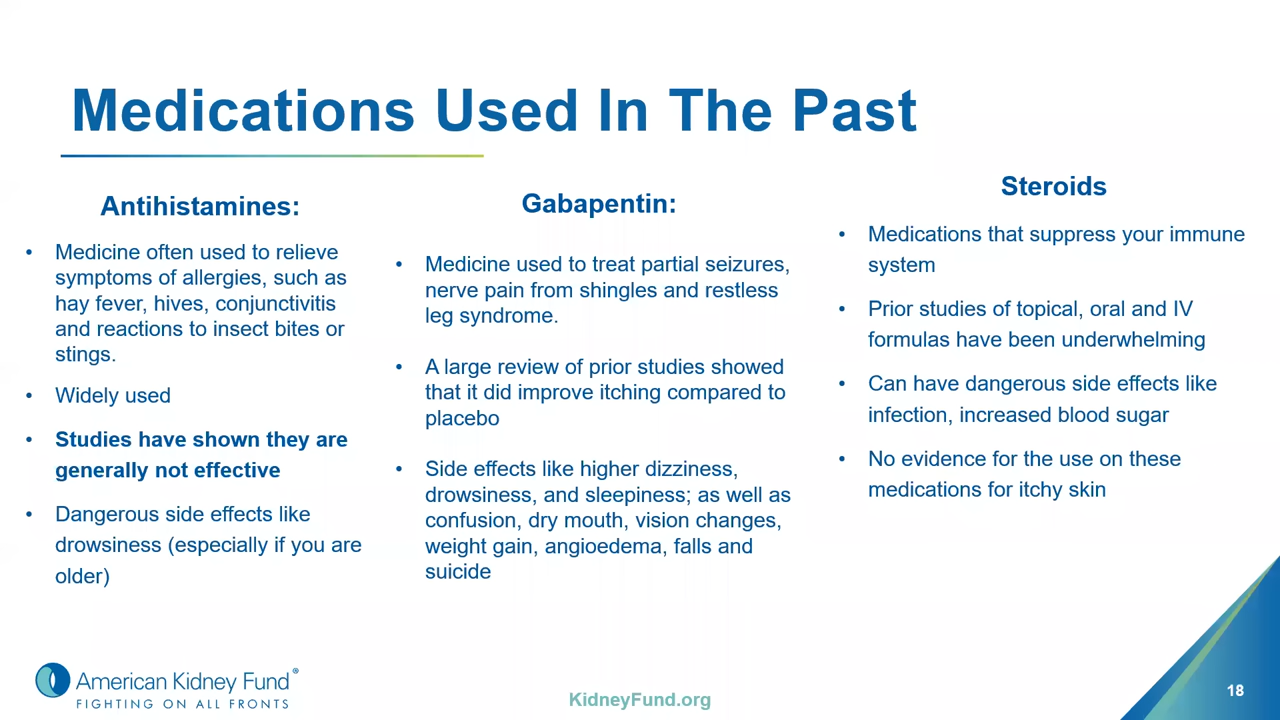 Medications Used In The Past
Antihistamines:
• Medicine often used to relieve
symptoms of allergies, such as
hay fever, hives, conjunctivitis
and reactions to insect bites or
stings.
• Widely used
• Studies have shown they are
generally not effective
• Dangerous side effects like
drowsiness (especially if you are
older)
Gabapentin:
• Medicine used to treat partial seizures,
nerve pain from shingles and restless
leg syndrome.
• A large review of prior studies showed
that it did improve itching compared to
placebo
• Side effects like higher dizziness,
drowsiness, and sleepiness; as well as
confusion, dry mouth, vision changes,
weight gain, angioedema, falls and
suicide
Steroids
• Medications that suppress your immune
system
• Prior studies of topical, oral and IV
formulas have been underwhelming
• Can have dangerous side effects like
infection, increased blood sugar
• No evidence for the use on these
medications for itchy skin
American Kidney Fund®
FIGHTING ON ALL FRONTS
KidneyFund.org
18